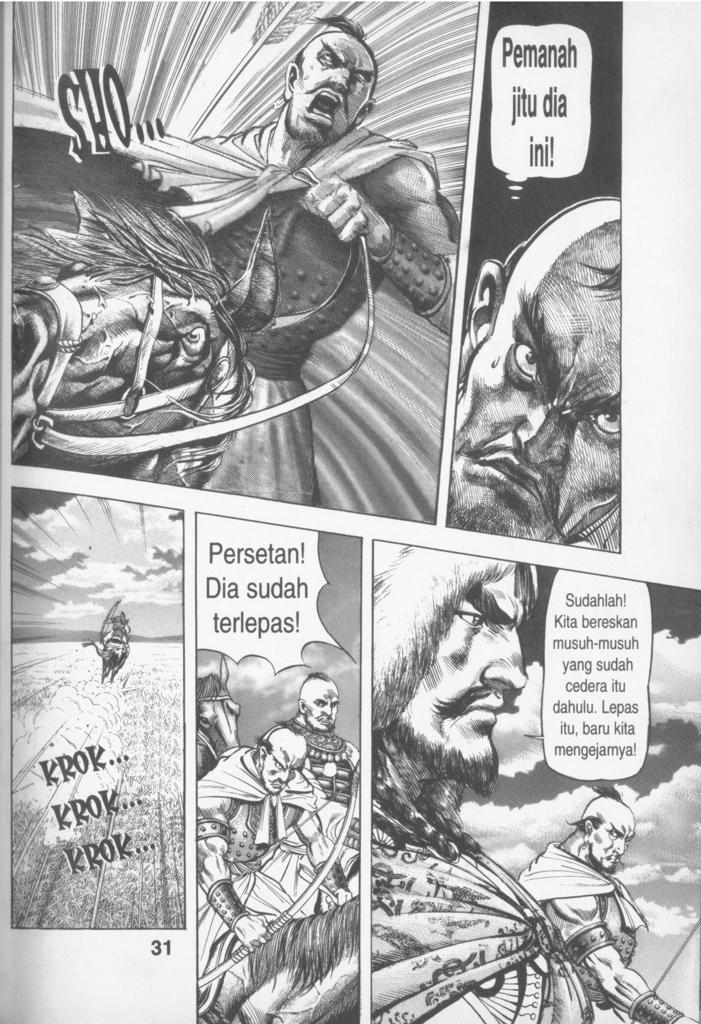 SHO...
Pemanah
jitu dia
ini!
KROK...
KROK...
KROK...
Persetan!
Dia sudah
terlepas!
Sudahlah!
Kita bereskan
musuh-musuh
yang sudah
cedera itu
dahulu. Lepas
itu, baru kita
mengejarnya!
31